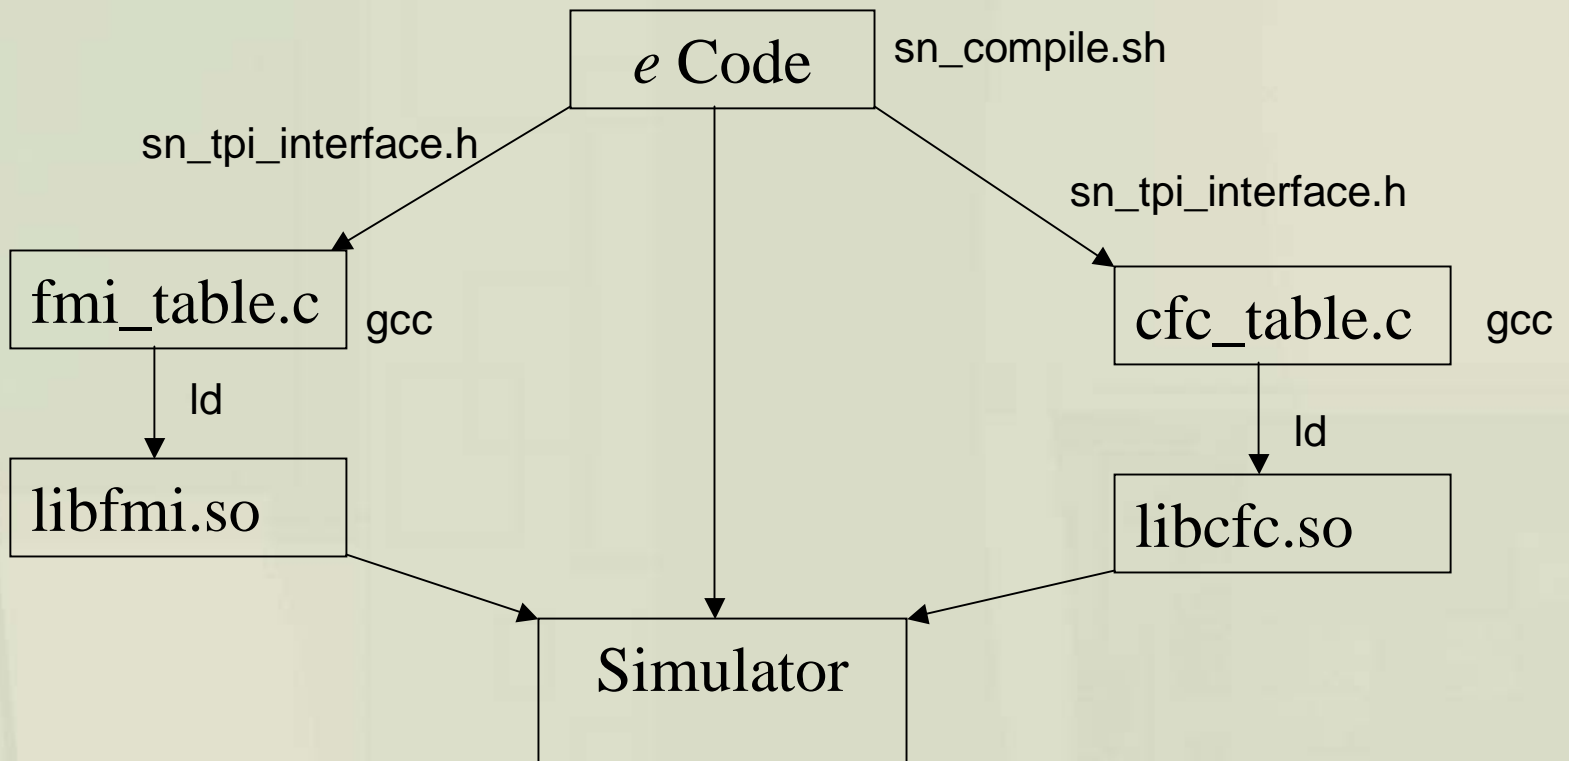 e Code
sn_compile.sh
sn_tpi_interface.h
sn_tpi_interface.h
fmi_table.c
gcc
cfc_table.c
gcc
ld
ld
libfmi.so
libcfc.so
Simulator